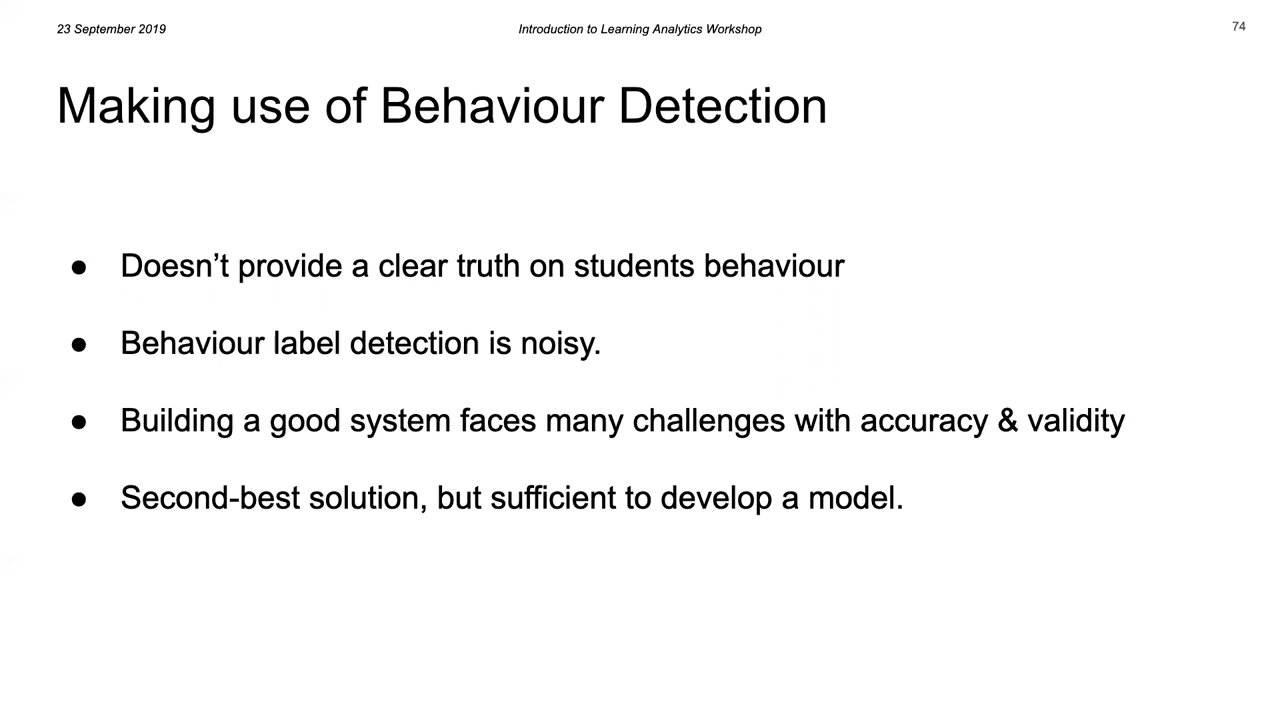 23 September 2019
Introduction to Learning Analytics Workshop
74
Making use of Behaviour Detection
● Doesn’t provide a clear truth on students behaviour
● Behaviour label detection is noisy.
● Building a good system faces many challenges with accuracy & validity
● Second-best solution, but sufficient to develop a model.